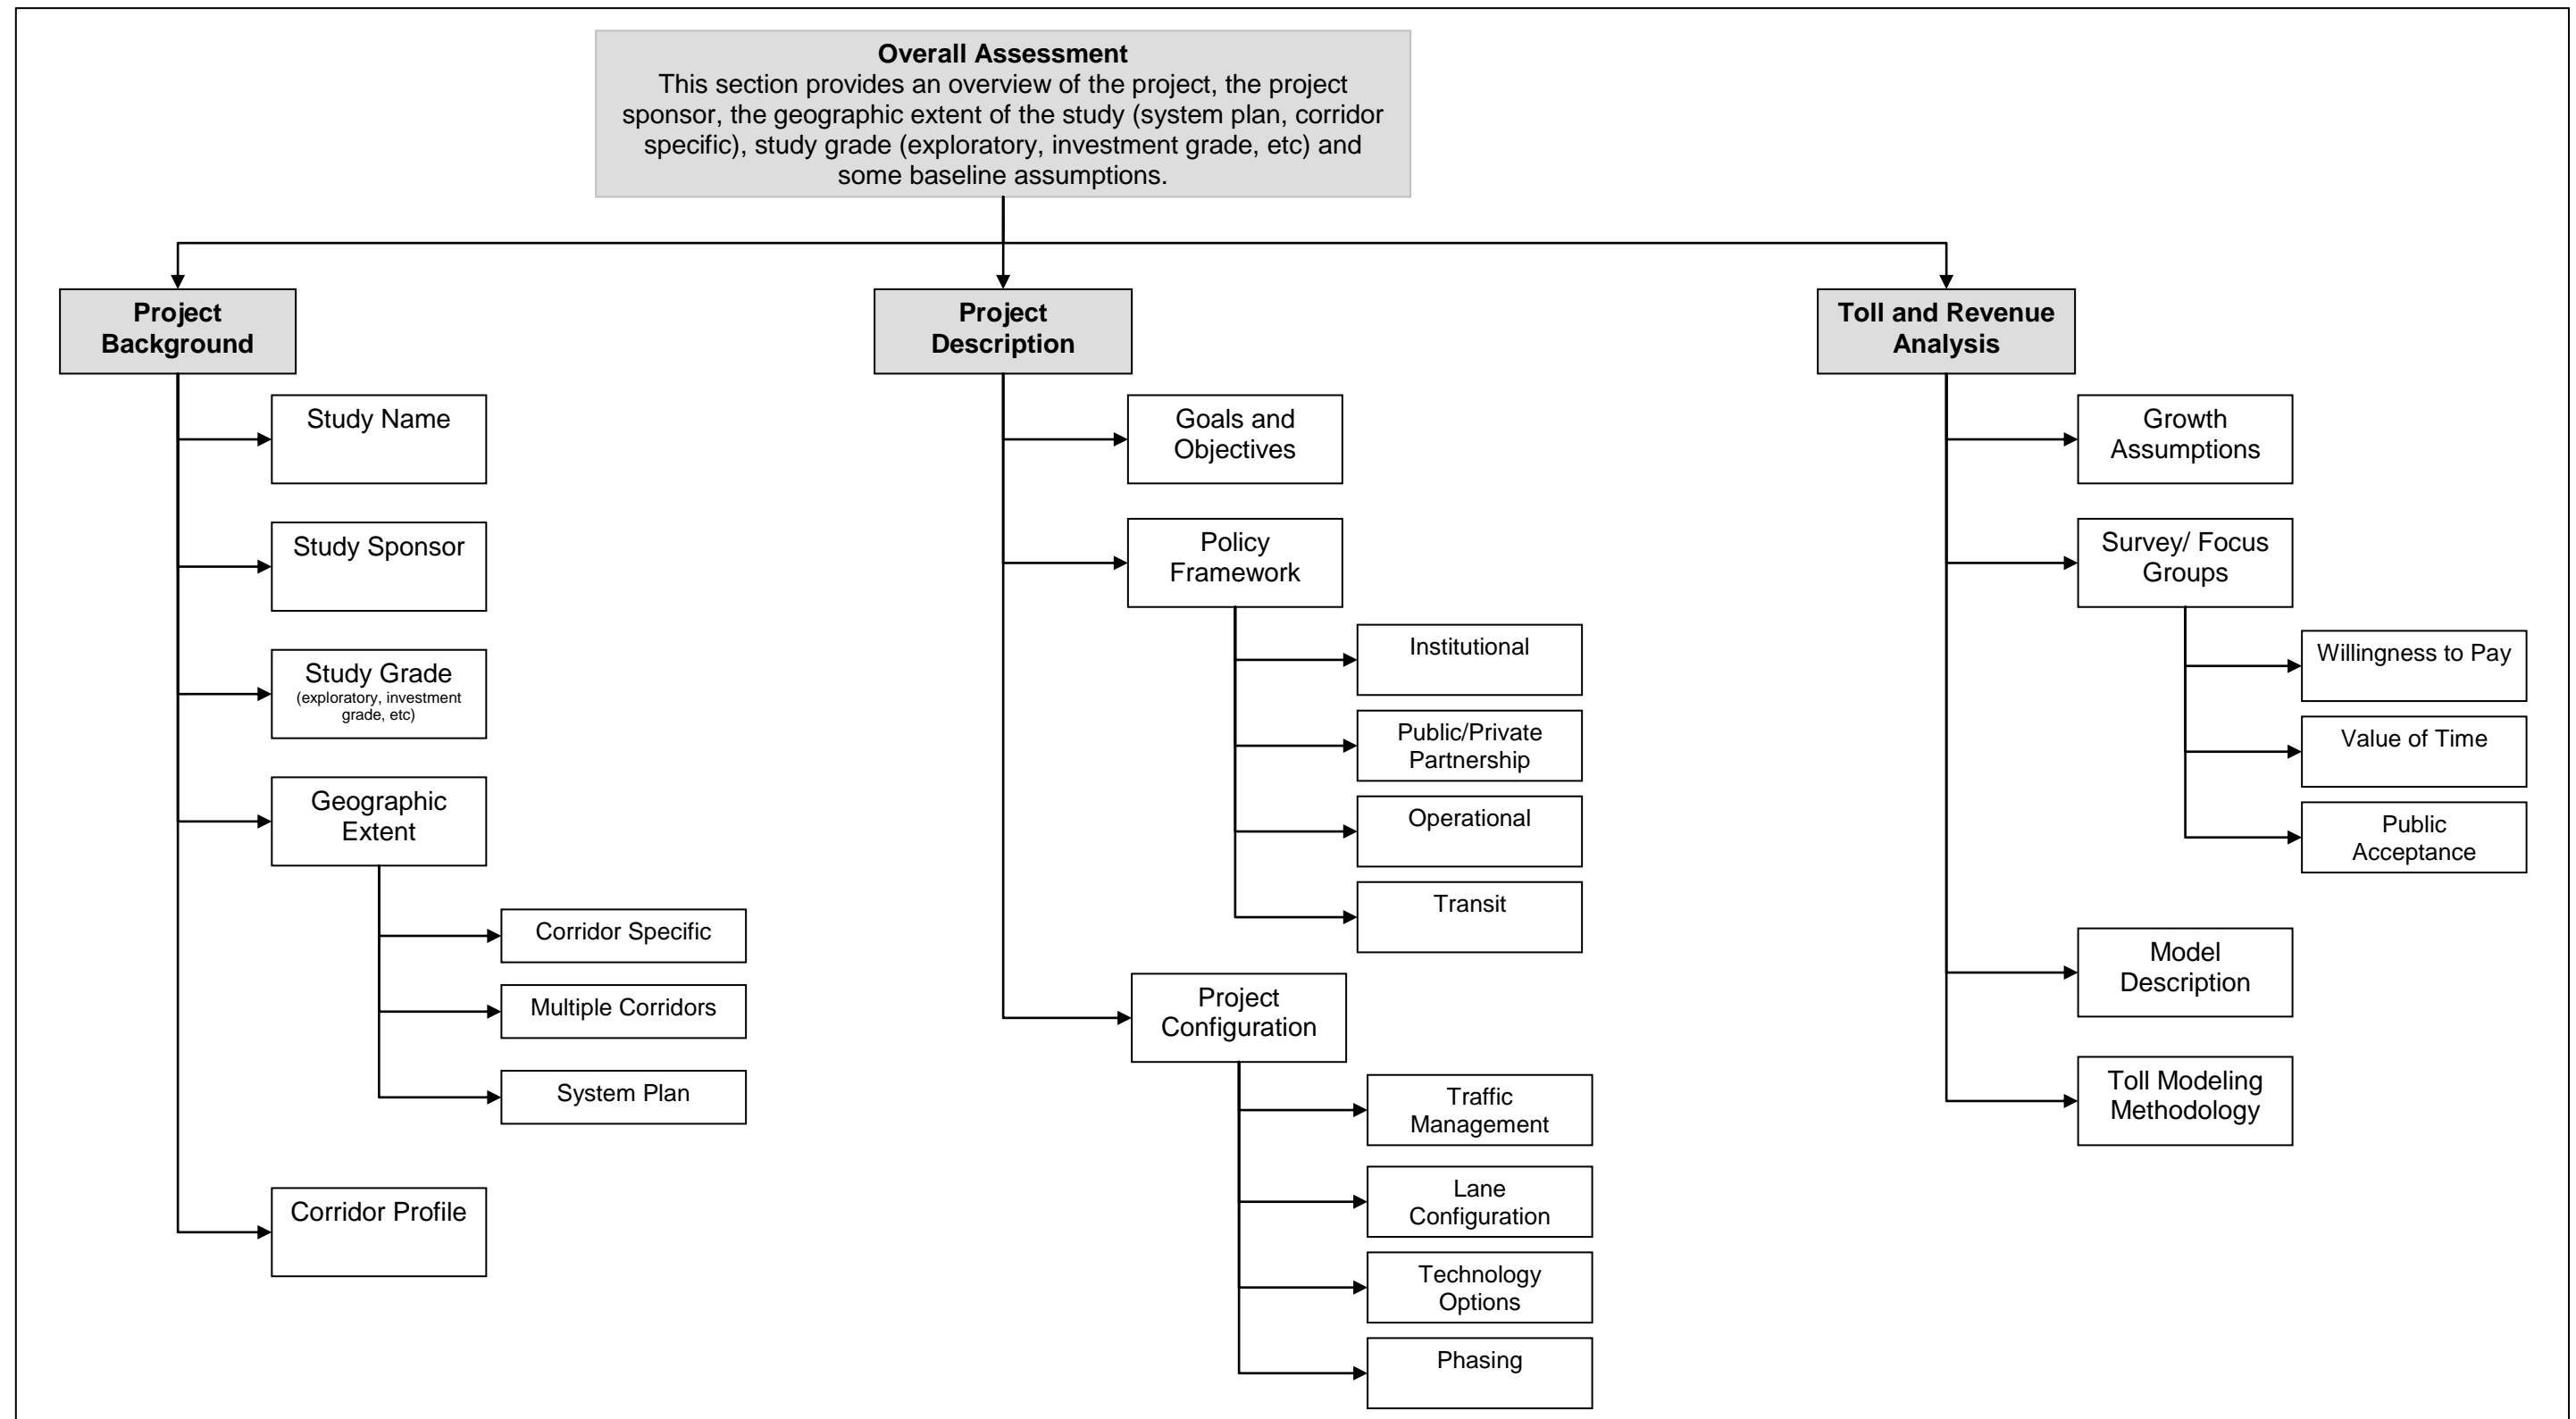 Overall Assessment
This section provides an overview of the project, the project
sponsor, the geographic extent of the study (system plan, corridor
specific), study grade (exploratory, investment grade, etc) and
some baseline assumptions.
Project
Background
Study Name
Study Sponsor
Study Grade
(exploratory, investment
grade, etc)
Geographic
Extent
Corridor Specific
Multiple Corridors
System Plan
Corridor Profile
Project
Description
Goals and
Objectives
Policy
Framework
Institutional
Public/Private
Partnership
Operational
Transit
Project
Configuration
Traffic
Management
Lane
Configuration
Technology
Options
Phasing
Toll and Revenue
Analysis
Growth
Assumptions
Survey/ Focus
Groups
Willingness to Pay
Value of Time
Public
Acceptance
Model
Description
Toll Modeling
Methodology